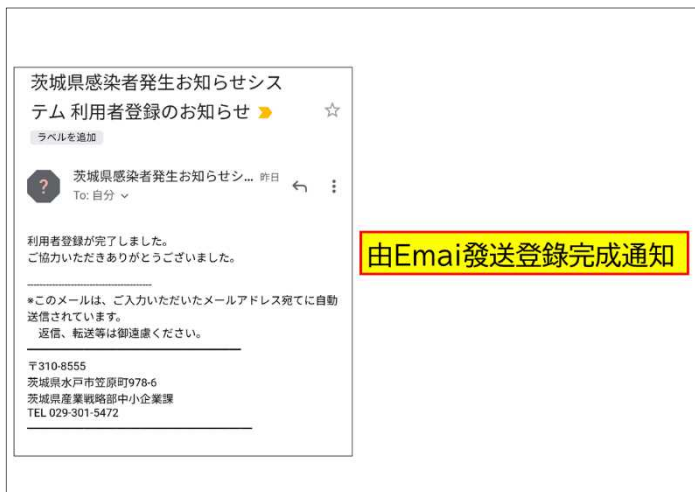 茨城県感染者発生お知らせシス
テム 利用者登録のお知らせ
ラベルを追加
?
茨城県感染者発生お知らせシ... 昨日
To: 自分
利用者登録が完了しました。
ご協力いただきありがとうございました。
※このメールは、ご入力いただいたメールアドレス宛てに自動
送信されています。
返信、転送等は御遠慮ください。
〒310-8555
茨城県水戸市笠原町978-6
茨城県産業戦略部中小企業課
TEL 029-301-5472
由Emai發送登錄完成通知